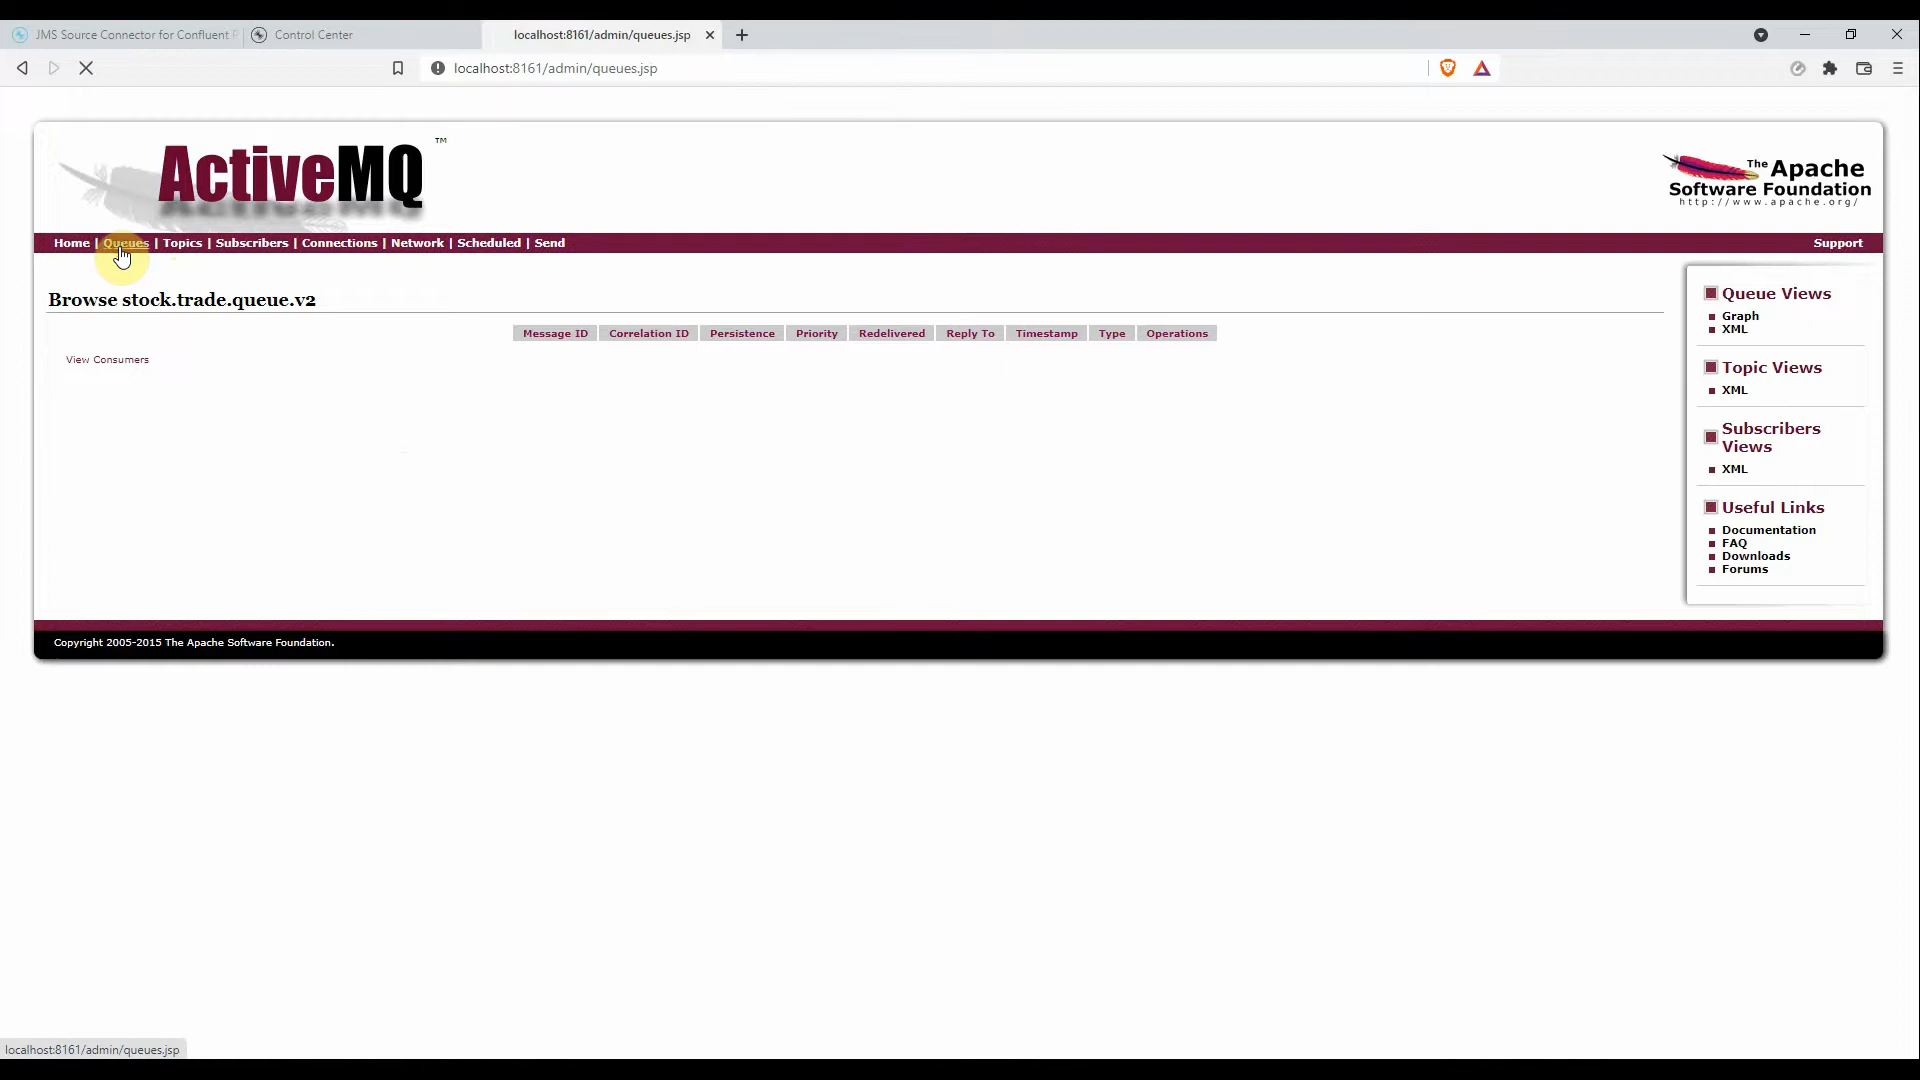 JMS Source Connector for Confluent P
Control Center
localhost:8161/admin/queues.jsp
localhost:8161/admin/queues.jsp
ActiveMQ ™
The Apache
Software Foundation
http://www.apache.org/
Home | Queues | Topics | Subscribers | Connections | Network | Scheduled | Send
Support
Browse stock.trade.queue.v2
Message ID Correlation ID Persistence Priority Redelivered Reply To Timestamp Type Operations
View Consumers
Queue Views
Graph
XML
Topic Views
XML
Subscribers
Views
XML
Useful Links
Documentation
FAQ
Downloads
Forums
Copyright 2005-2015 The Apache Software Foundation.
localhost:8161/admin/queues.jsp